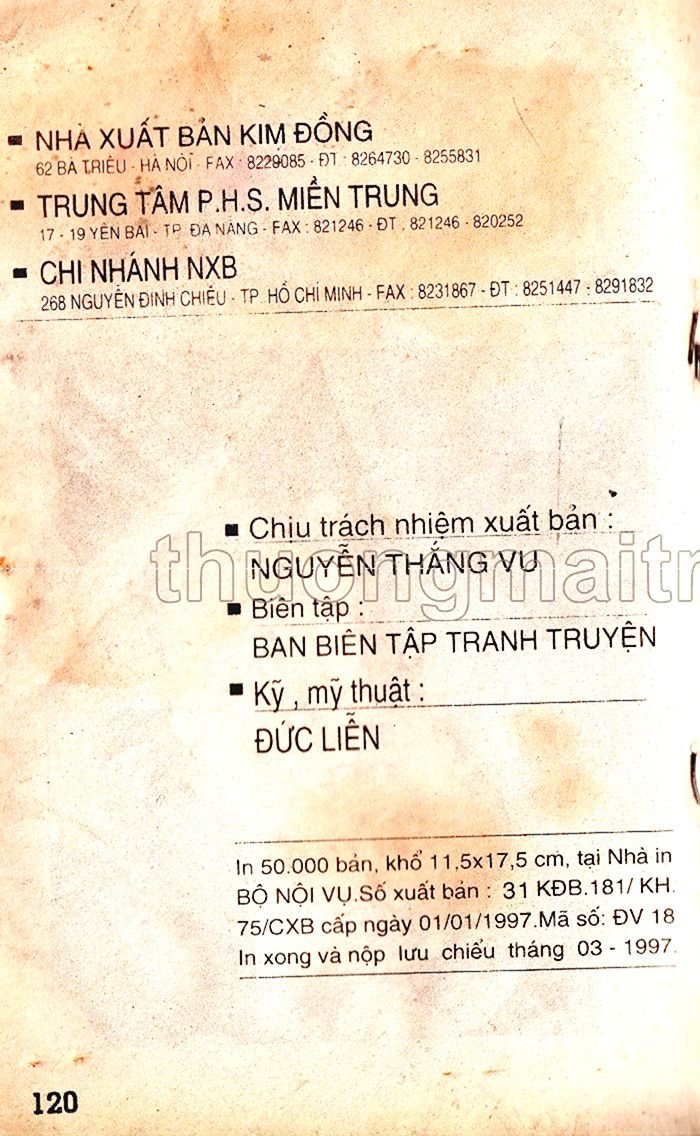 NHÀ XUẤT BẢN KIM ĐỒNG
62 BÀ TRIỆU - HÀ NỘI - FAX : 8229085 - ĐT : 8264730 - 8255831
TRUNG TÂM P.H.S. MIỀN TRUNG
17 - 19 YÊN BÁI - TP ĐÀ NẴNG - FAX : 821246 - ĐT . 821246 - 820252
CHI NHÁNH NXB
268 NGUYỄN ĐÌNH CHIỂU - TP HỒ CHÍ MINH - FAX : 8231867 - ĐT : 8251447 - 8291832
Chịu trách nhiệm xuất bản :
thuongmaitr
NGUYỄN THẮNG VU
Biên tập :
BAN BIÊN TẬP TRANH TRUYỆN
Kỹ , mỹ thuật :
ĐỨC LIỄN
In 50.000 bản, khổ 11,5x17,5 cm, tại Nhà in
BỘ NỘI VỤ.Số xuất bản : 31 KĐB.181/ KH.
75/CXB cấp ngày 01/01/1997.Mã số: ĐV 18
In xong và nộp lưu chiểu tháng 03 - 1997.
120